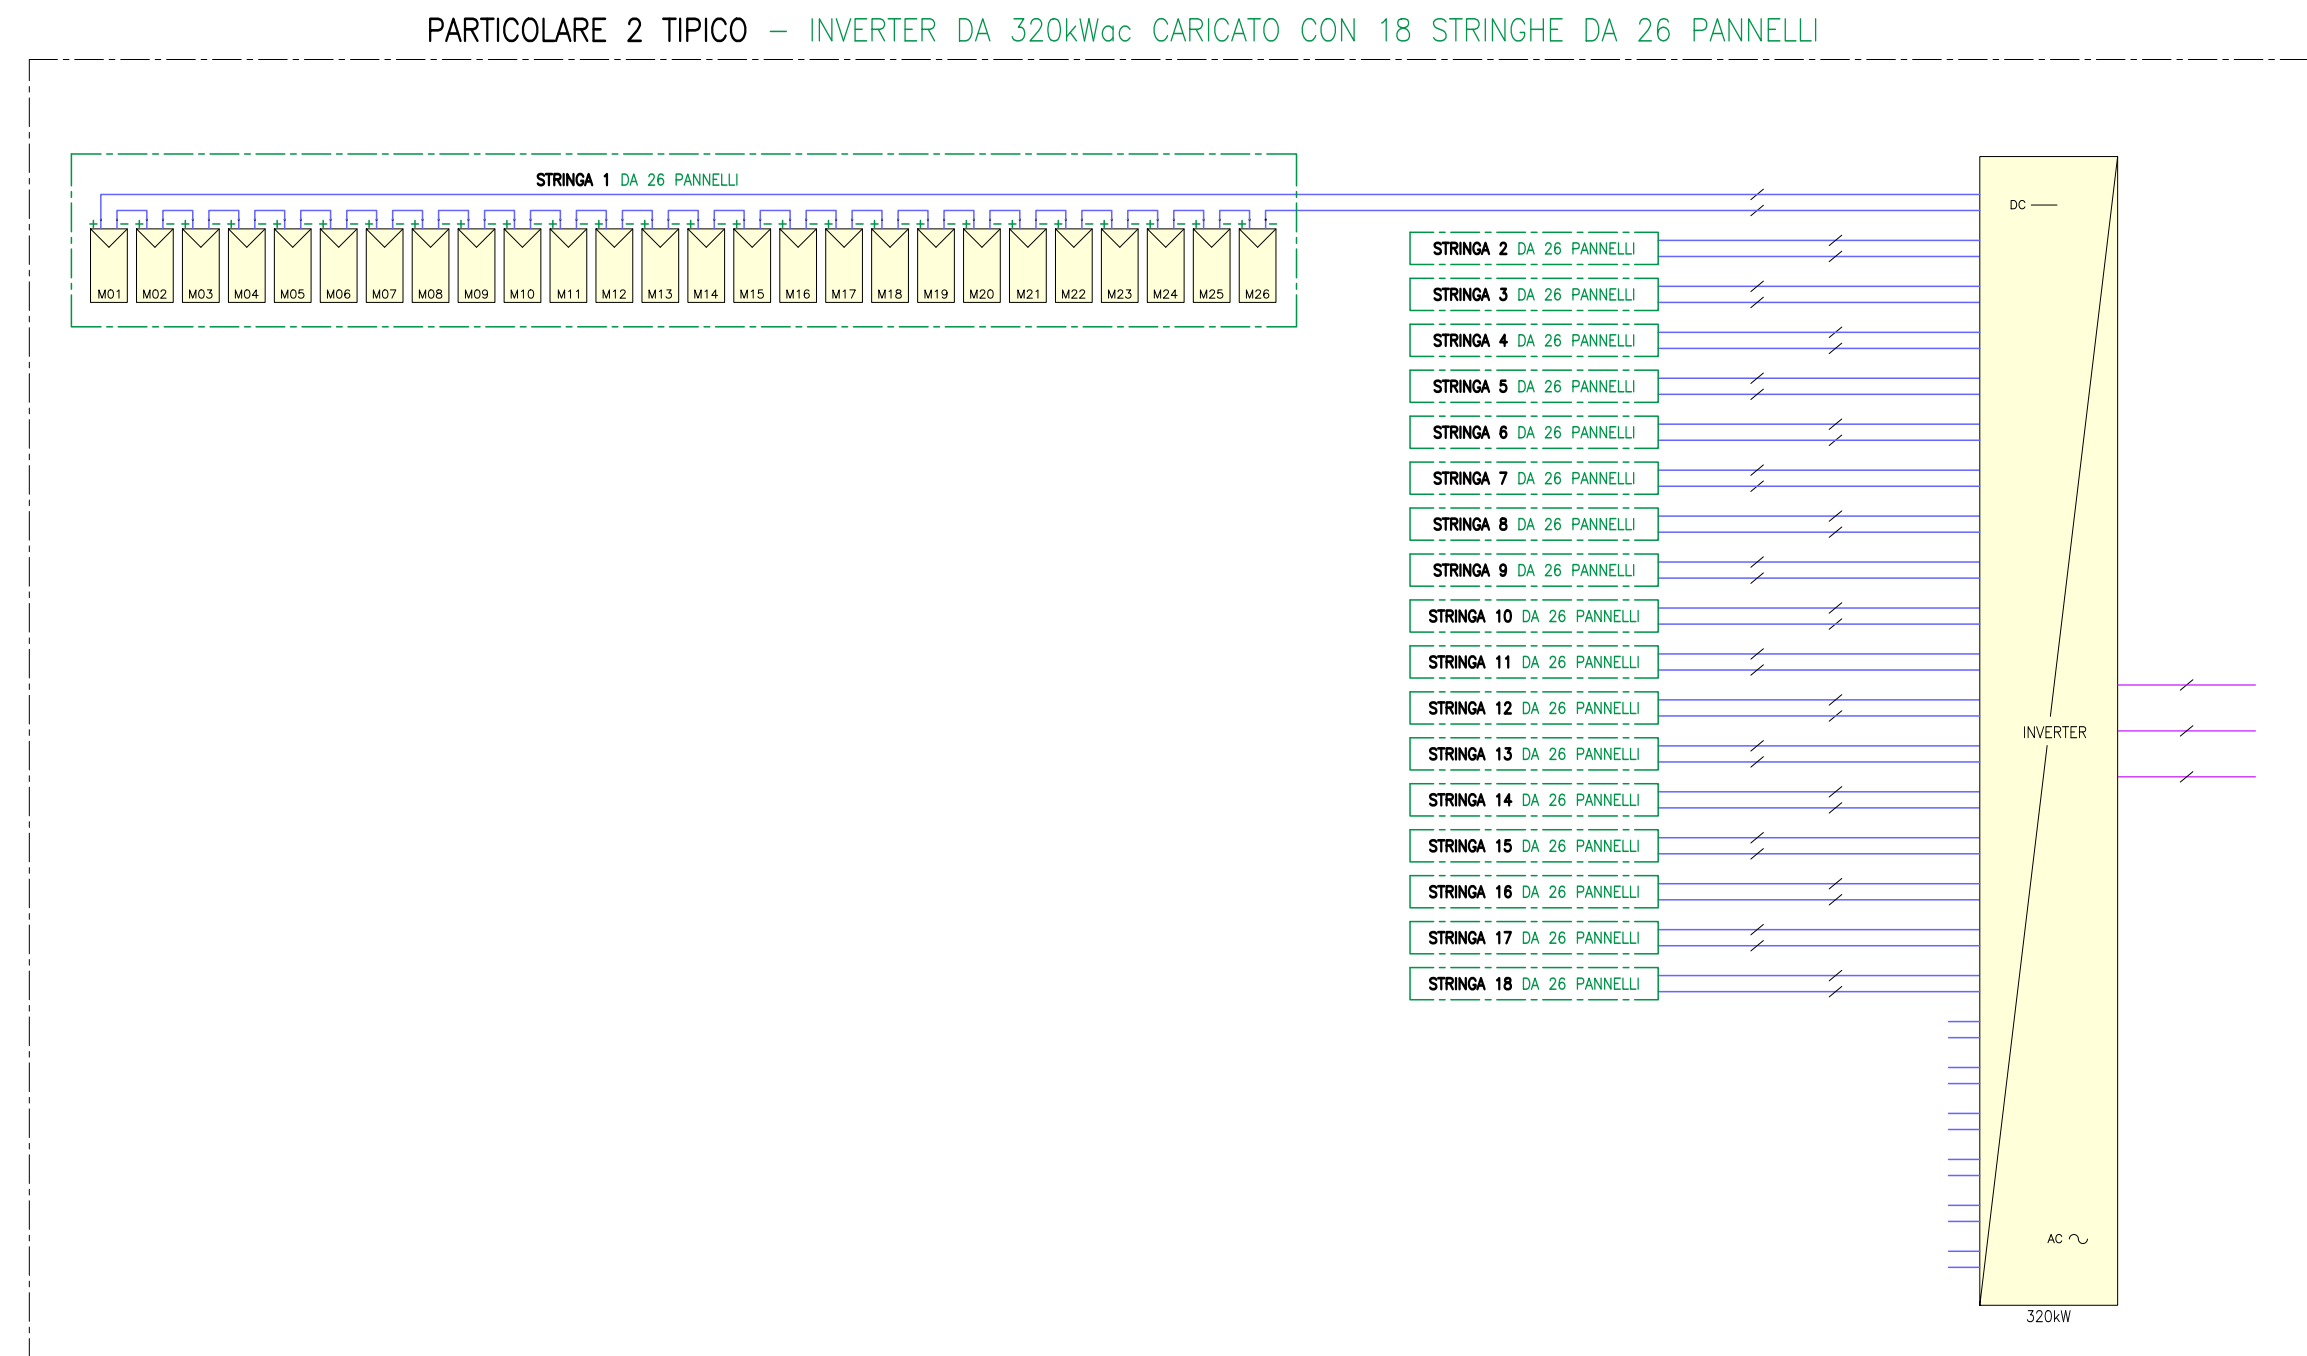 PARTICOLARE 2 TIPICO - INVERTER DA 320kWac CARICATO CON 18 STRINGHE DA 26 PANNELLI
STRINGA 1 DA 26 PANNELLI
M01 M02 M03 M04 M05 M06 M07 M08 M09 M10 M11 M12 M13 M14 M15 M16 M17 M18 M19 M20 M21 M22 M23 M24 M25 M26
DC
STRINGA 2 DA 26 PANNELLI
STRINGA 3 DA 26 PANNELLI
STRINGA 4 DA 26 PANNELLI
STRINGA 5 DA 26 PANNELLI
STRINGA 6 DA 26 PANNELLI
STRINGA 7 DA 26 PANNELLI
STRINGA 8 DA 26 PANNELLI
STRINGA 9 DA 26 PANNELLI
STRINGA 10 DA 26 PANNELLI
STRINGA 11 DA 26 PANNELLI
STRINGA 12 DA 26 PANNELLI
STRINGA 13 DA 26 PANNELLI
STRINGA 14 DA 26 PANNELLI
STRINGA 15 DA 26 PANNELLI
STRINGA 16 DA 26 PANNELLI
STRINGA 17 DA 26 PANNELLI
STRINGA 18 DA 26 PANNELLI
INVERTER
AC
320kW